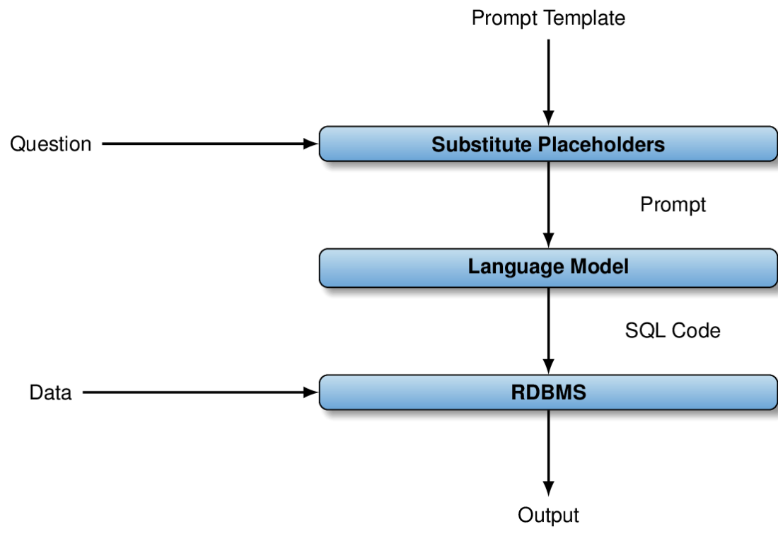 Prompt Template
Question
Substitute Placeholders
Prompt
Language Model
SQL Code
Data
RDBMS
Output